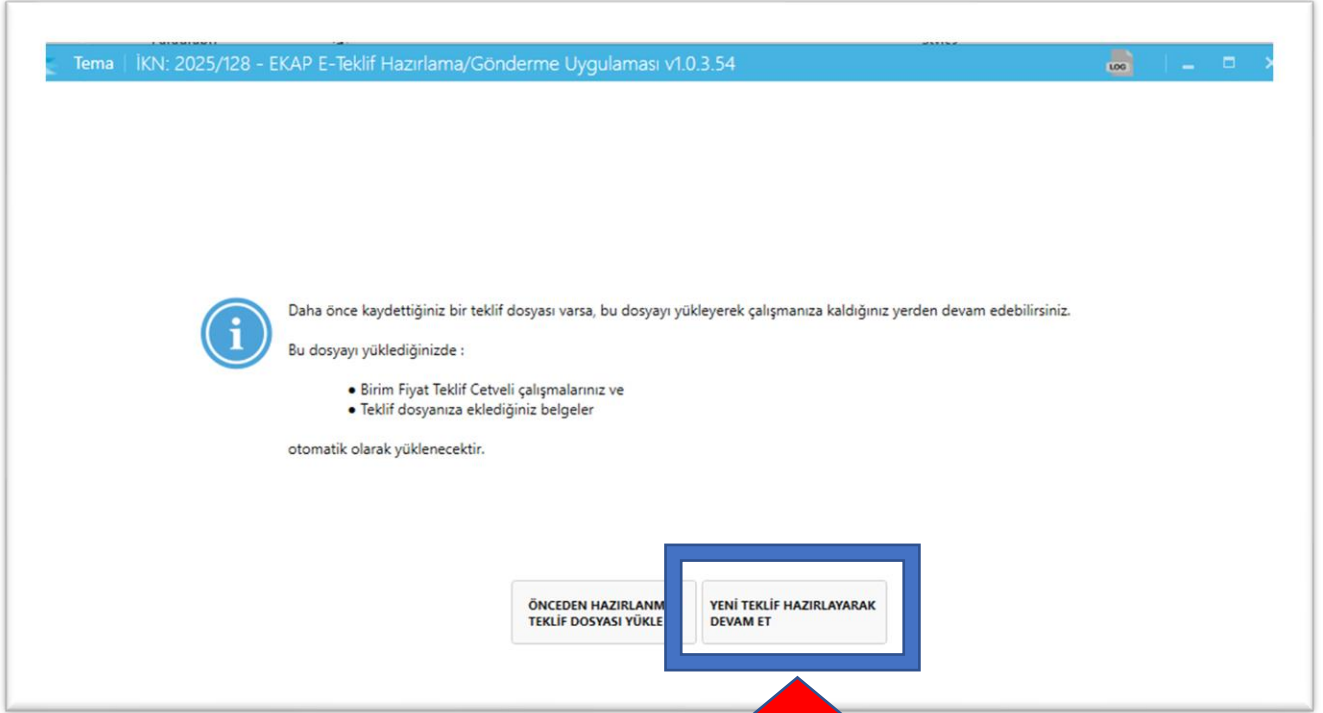 Tema İKN: 2025/128 - EKAP E-Teklif Hazırlama/Gönderme Uygulaması v1.0.3.54
LOG
Daha önce kaydettiğiniz bir teklif dosyası varsa, bu dosyayı yükleyerek çalışmanıza kaldığınız yerden devam edebilirsiniz.
Bu dosyayı yüklediğinizde :
● Birim Fiyat Teklif Cetveli çalışmalarınız ve
● Teklif dosyanıza eklediğiniz belgeler
otomatik olarak yüklenecektir.
ÖNCEDEN HAZIRLANM
TEKLİF DOSYASI YÜKLE
YENİ TEKLİF HAZIRLAYARAK
DEVAM ET